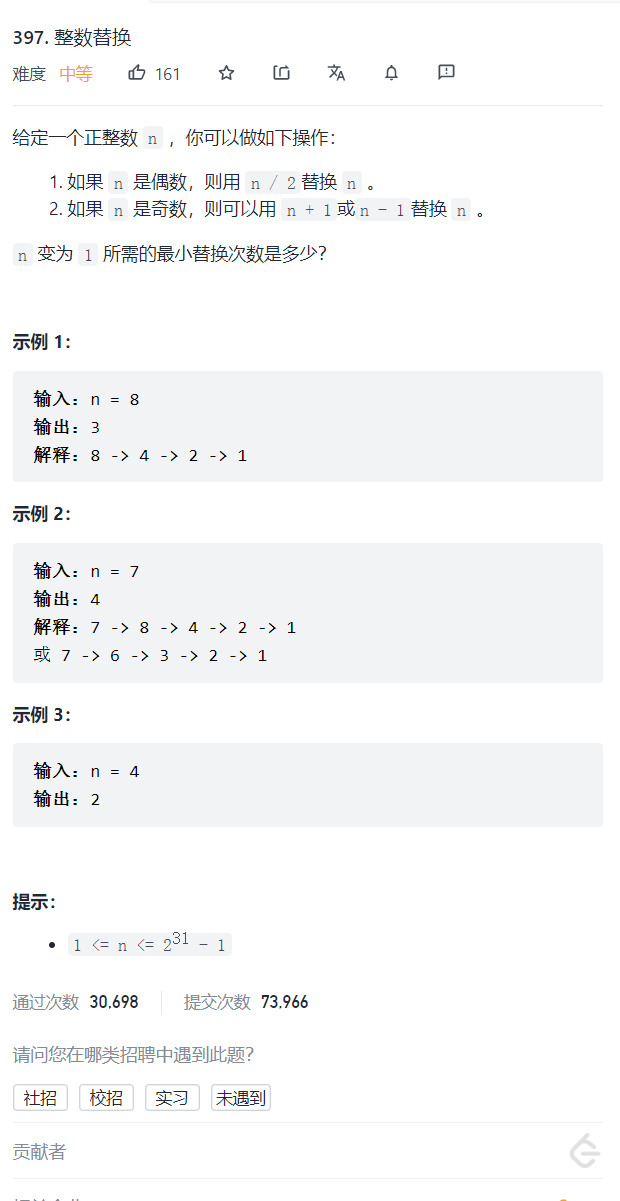 397. 整数替换
难度 中等 161
给定一个正整数 n ，你可以做如下操作：
1. 如果 n 是偶数，则用 n / 2 替换 n 。
2. 如果 n 是奇数，则可以用 n + 1 或 n - 1 替换 n 。
n 变为 1 所需的最小替换次数是多少？
示例 1：
输入：n = 8
输出：3
解释：8 -> 4 -> 2 -> 1
示例 2：
输入：n = 7
输出：4
解释：7 -> 8 -> 4 -> 2 -> 1
或 7 -> 6 -> 3 -> 2 -> 1
示例 3：
输入：n = 4
输出：2
提示：
• 1 <= n <= 2^31 - 1
通过次数 30,698 提交次数 73,966
请问您在哪类招聘中遇到此题？
社招 校招 实习 未遇到
贡献者